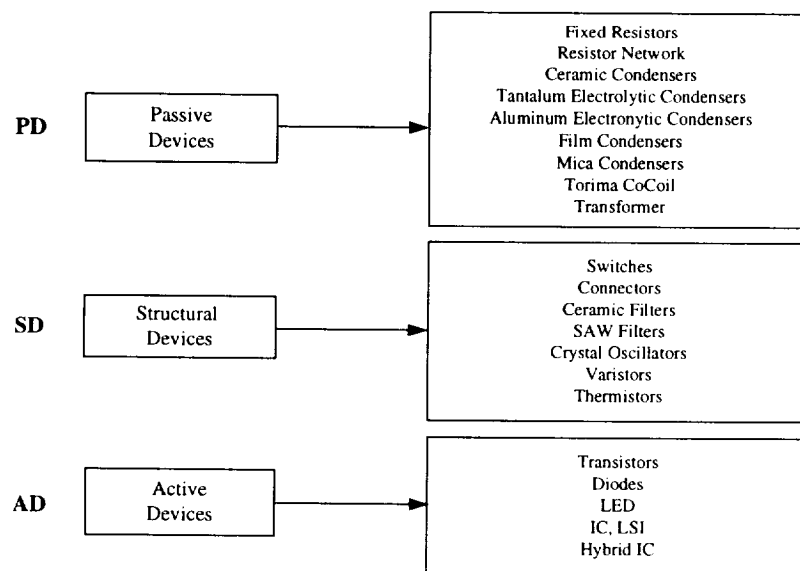 PD
Passive
Devices
Fixed Resistors
Resistor Network
Ceramic Condensers
Tantalum Electrolytic Condensers
Aluminum Electronytic Condensers
Film Condensers
Mica Condensers
Torima CoCoil
Transformer
SD
Structural
Devices
Switches
Connectors
Ceramic Filters
SAW Filters
Crystal Oscillators
Varistors
Thermistors
AD
Active
Devices
Transistors
Diodes
LED
IC, LSI
Hybrid IC